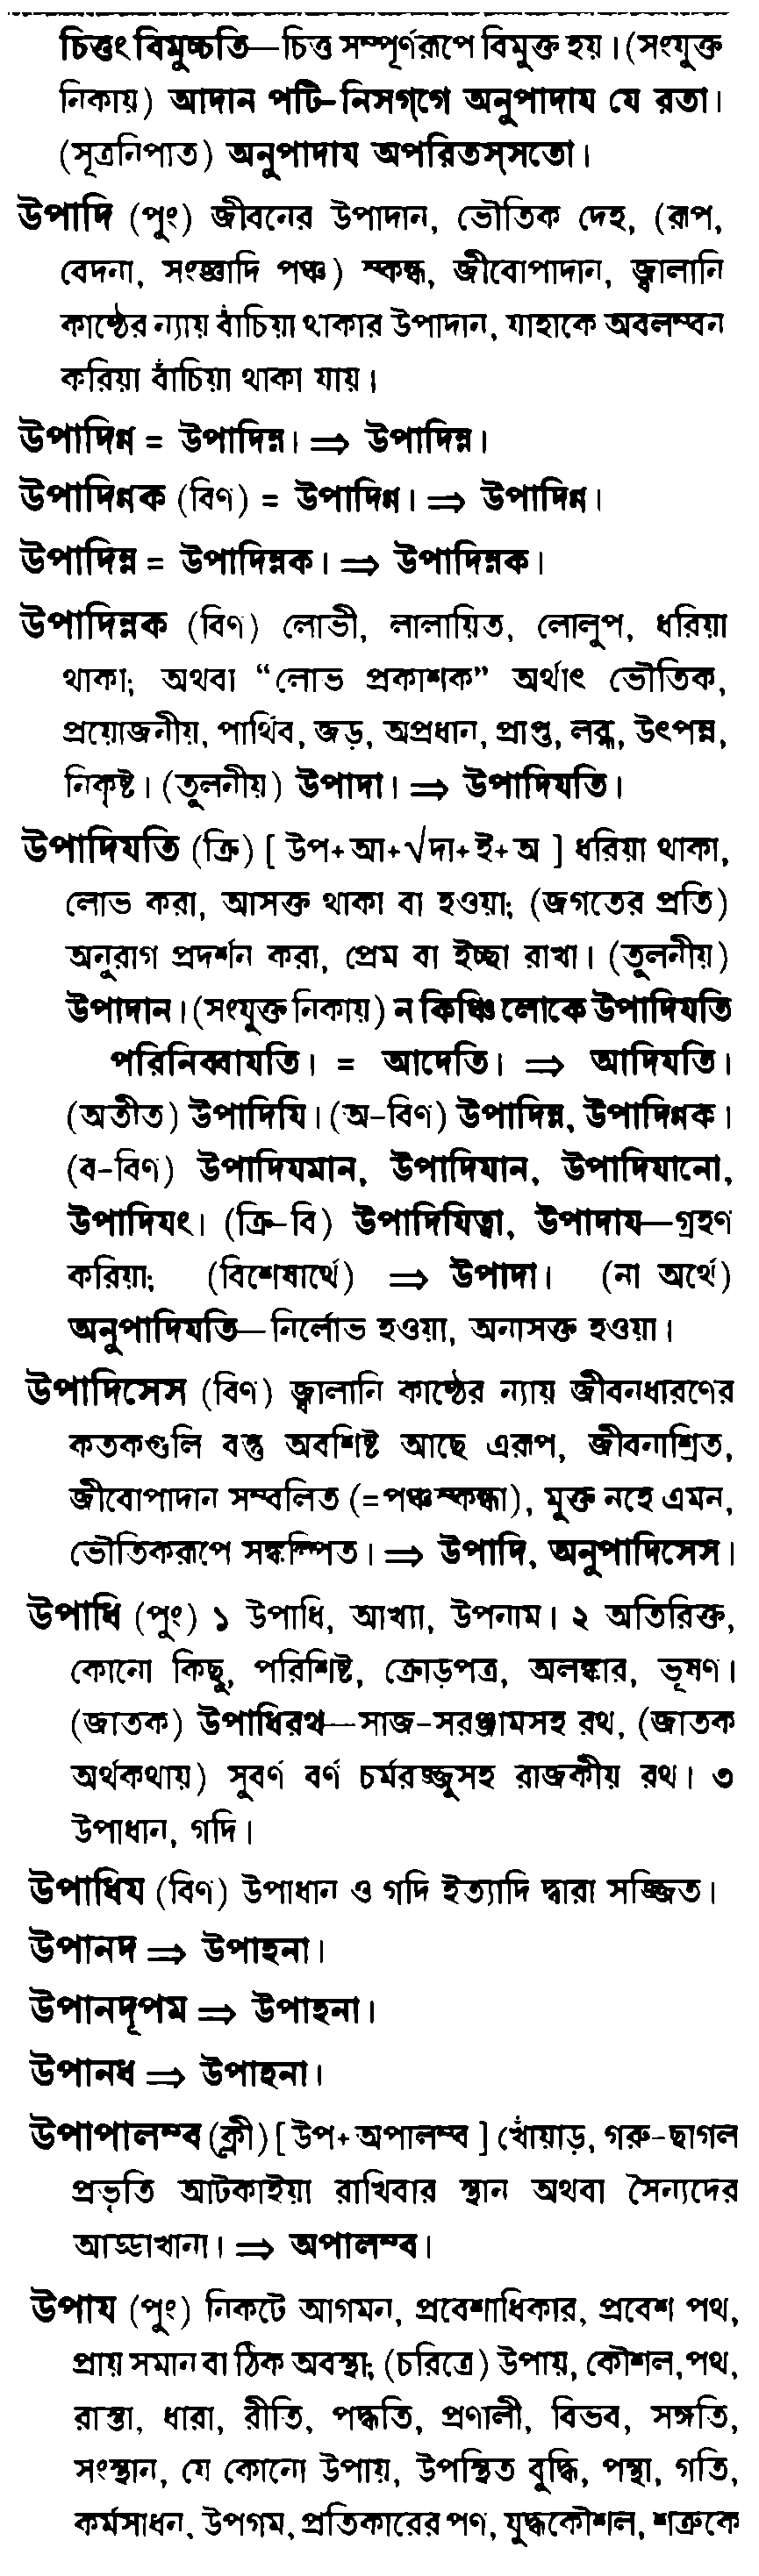 চিত্তং বিমুচ্চতি—চিত্ত সম্পূর্ণরূপে বিমুক্ত হয়। (সংযুক্ত
নিকায়) আদান পটি-নিসগ্গে অনুপাদায যে রতা।
(সূত্রনিপাত) অনুপাদায অপরিতস্সতো।
উপাদি (পুং) জীবনের উপাদান, ভৌতিক দেহ, (রূপ,
বেদনা, সংজ্ঞাদি পঞ্চ) স্কন্ধ, জীবোপাদান, জ্বালানি
কাষ্ঠের ন্যায় বাঁচিয়া থাকার উপাদান, যাহাকে অবলম্বন
করিয়া বাঁচিয়া থাকা যায়।
উপাদিণ্ণ = উপাদিন্ন। ⇒ উপাদিন্ন।
উপাদিণ্ণক (বিণ) = উপাদিণ্ণ। ⇒ উপাদিণ্ণ।
উপাদিন্ন = উপাদিন্নক। ⇒ উপাদিন্নক।
উপাদিন্নক (বিণ) লোভী, লালায়িত, লোলুপ, ধরিয়া
থাকা; অথবা “লোভ প্রকাশক” অর্থাৎ ভৌতিক,
প্রয়োজনীয়, পার্থিব, জড়, অপ্রধান, প্রাপ্ত, লব্ধ, উৎপন্ন,
নিকৃষ্ট। (তুলনীয়) উপাদা। ⇒ উপাদিযতি।
উপাদিযতি (ক্রি) [ উপ+আ+√দা+ই+অ ] ধরিয়া থাকা,
লোভ করা, আসক্ত থাকা বা হওয়া; (জগতের প্রতি)
অনুরাগ প্রদর্শন করা, প্রেম বা ইচ্ছা রাখা। (তুলনীয়)
উপাদান। (সংযুক্ত নিকায়) ন কিঞ্চি লোকে উপাদিযতি
পরিনিব্বাযতি। = আদেতি। ⇒ আদিযতি।
(অতীত) উপাদিযি। (অ-বিণ) উপাদিন্ন, উপাদিণ্ণক।
(ব-বিণ) উপাদিযমান, উপাদিযান, উপাদিযানো,
উপাদিযং। (ক্রি-বি) উপাদিযিত্বা, উপাদায—গ্রহণ
করিয়া; (বিশেষার্থে) ⇒ উপাদা। (না অর্থে)
অনুপাদিযতি—নির্লোভ হওয়া, অনাসক্ত হওয়া।
উপাদিসেস (বিণ) জ্বালানি কাষ্ঠের ন্যায় জীবনধারণের
কতকগুলি বস্তু অবশিষ্ট আছে এরূপ, জীবনাশ্রিত,
জীবোপাদান সম্বলিত (=পঞ্চস্কন্ধা), মুক্ত নহে এমন,
ভৌতিকরূপে সঙ্কল্পিত। ⇒ উপাদি, অনুপাদিসেস।
উপাধি (পুং) ১ উপাধি, আখ্যা, উপনাম। ২ অতিরিক্ত,
কোনো কিছু, পরিশিষ্ট, ক্রোড়পত্র, অলঙ্কার, ভূষণ।
(জাতক) উপাধিরথ—সাজ-সরঞ্জামসহ রথ, (জাতক
অর্থকথায়) সুবর্ণ বর্ণ চর্মরজ্জুসহ রাজকীয় রথ। ৩
উপাধান, গদি।
উপাধিয (বিণ) উপাধান ও গদি ইত্যাদি দ্বারা সজ্জিত।
উপানদ ⇒ উপাহনা।
উপানদূপম ⇒ উপাহনা।
উপানধ ⇒ উপাহনা।
উপাপালম্ব (ক্লী) [ উপ+অপালম্ব ] খোঁয়াড়, গরু-ছাগল
প্রভৃতি আটকাইয়া রাখিবার স্থান অথবা সৈন্যদের
আড্ডাখানা। ⇒ অপালম্ব।
উপায (পুং) নিকটে আগমন, প্রবেশাধিকার, প্রবেশ পথ,
প্রায় সমান বা ঠিক অবস্থা; (চরিত্রে) উপায়, কৌশল, পথ,
রাস্তা, ধারা, রীতি, পদ্ধতি, প্রণালী, বিভব, সঙ্গতি,
সংস্থান, যে কোনো উপায়, উপস্থিত বুদ্ধি, পন্থা, গতি,
কর্মসাধন, উপগম, প্রতিকারের পণ, যুদ্ধকৌশল, শত্রুকে